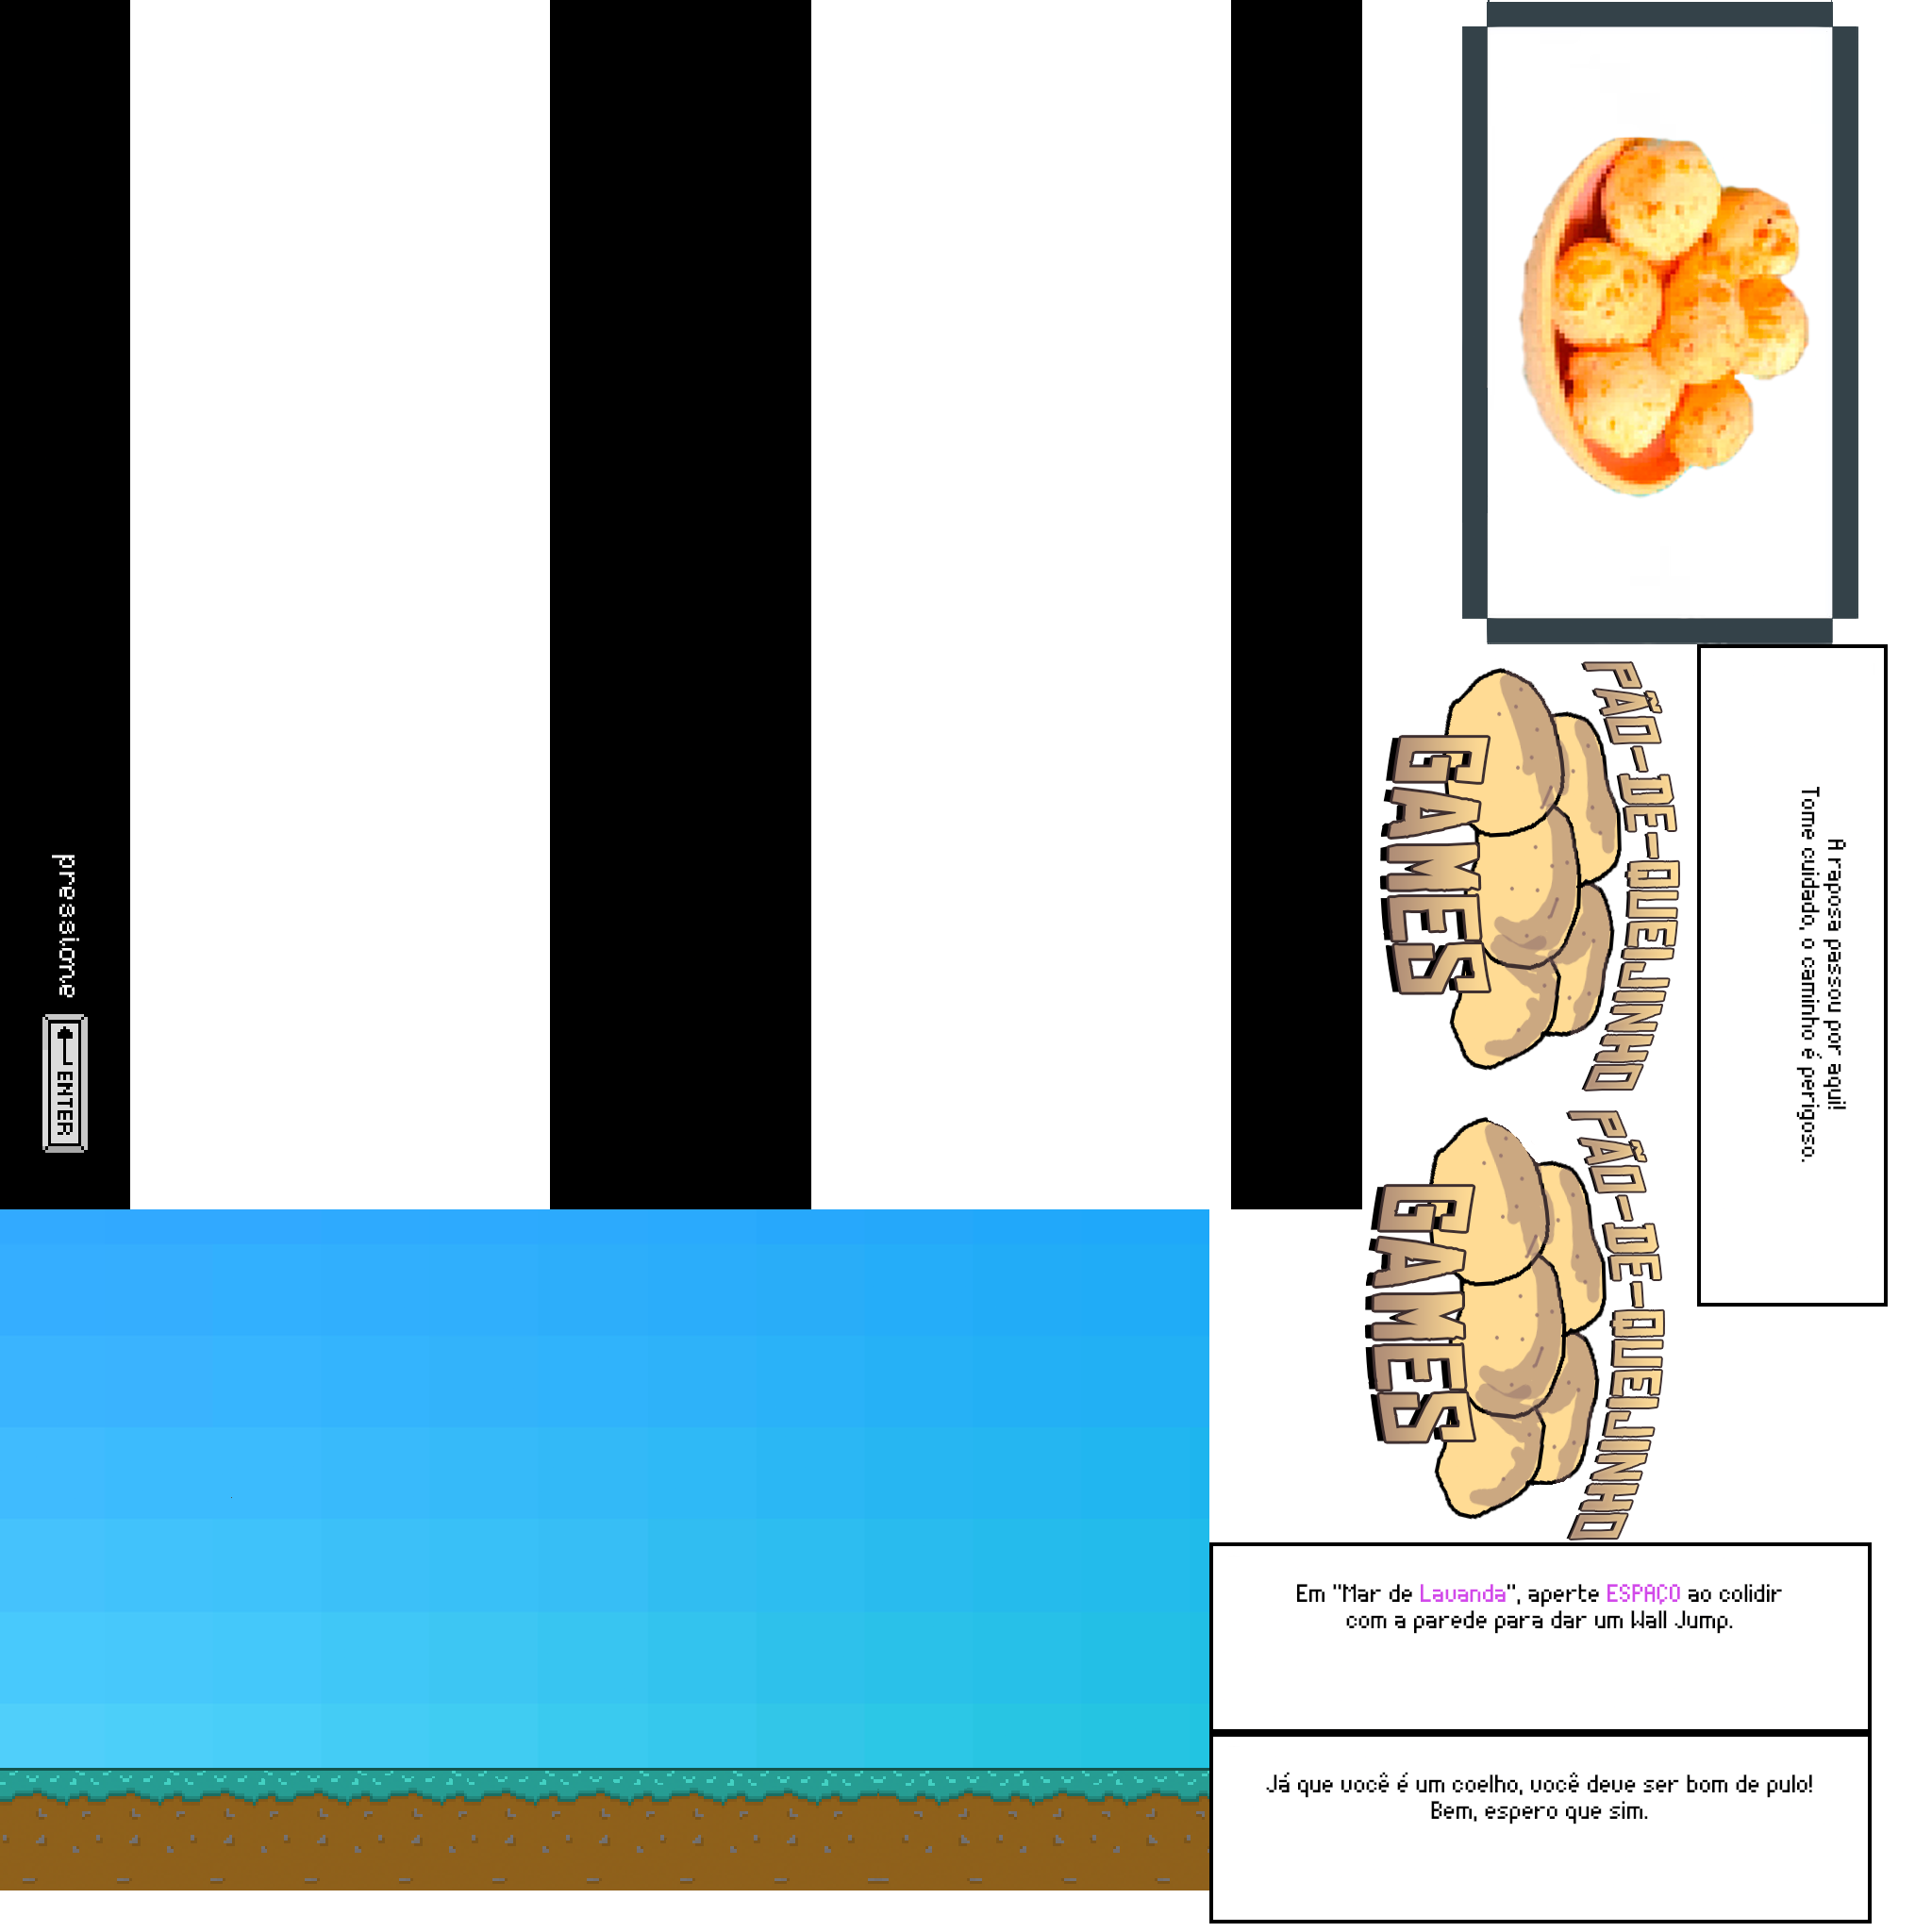 pressione
ENTER
PÃO-DE-QUEIJINHO
GAMES
A raposa passou por aqui!
Tome cuidado, o caminho é perigoso.
PÃO-DE-QUEIJINHO
GAMES
Em "Mar de Lavanda", aperte ESPAÇO ao colidir
com a parede para dar um Wall Jump.
Já que você é um coelho, você deve ser bom de pulo!
Bem, espero que sim.